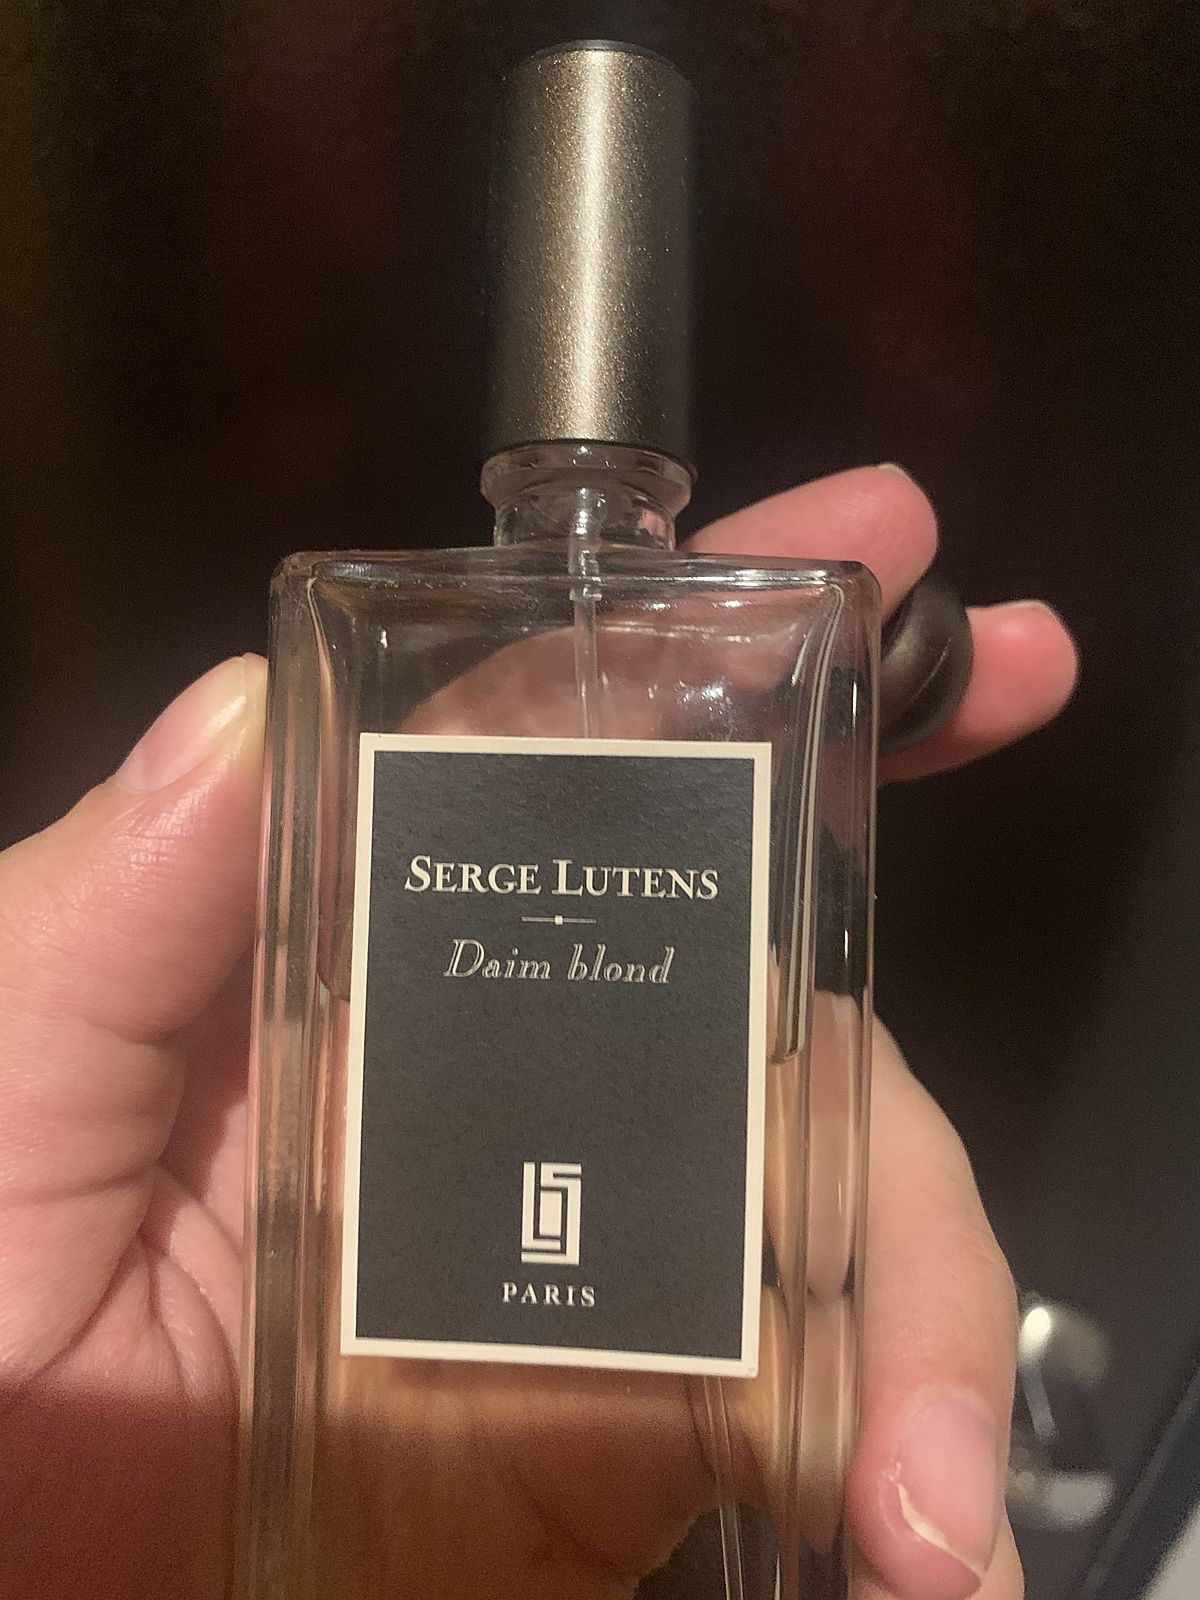 SERGE LUTENS
Daim blond
PARIS